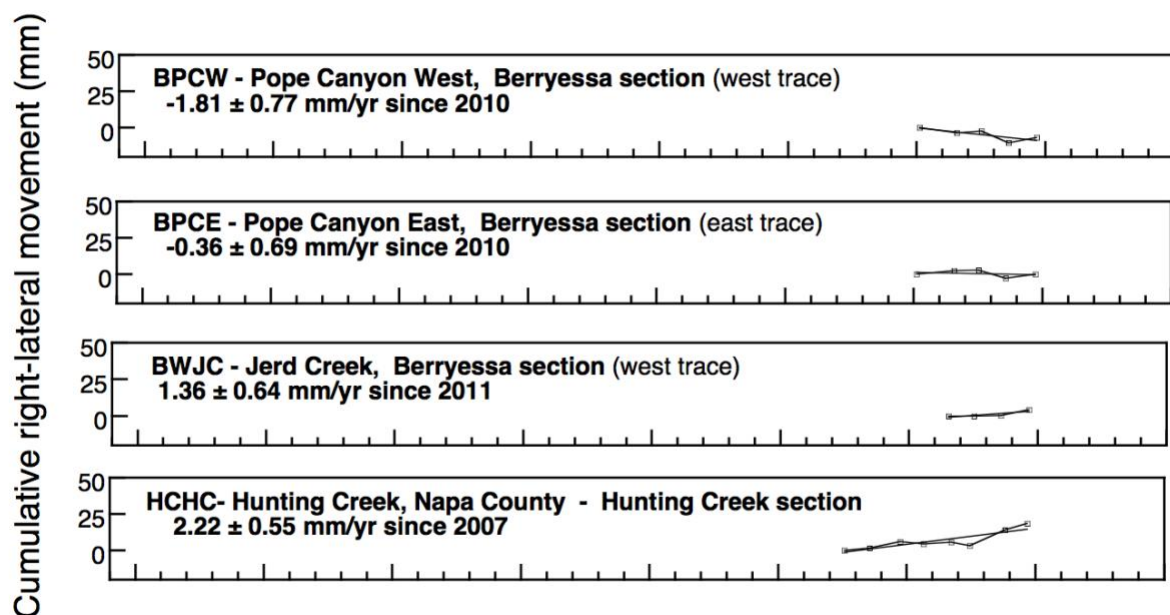 Cumulative right-lateral movement (mm)
50
25
0
BPCW - Pope Canyon West, Berryessa section (west trace)
-1.81 ± 0.77 mm/yr since 2010
50
25
0
BPCE - Pope Canyon East, Berryessa section (east trace)
-0.36 ± 0.69 mm/yr since 2010
50
25
0
BWJC - Jerd Creek, Berryessa section (west trace)
1.36 ± 0.64 mm/yr since 2011
50
25
0
HCHC- Hunting Creek, Napa County - Hunting Creek section
2.22 ± 0.55 mm/yr since 2007